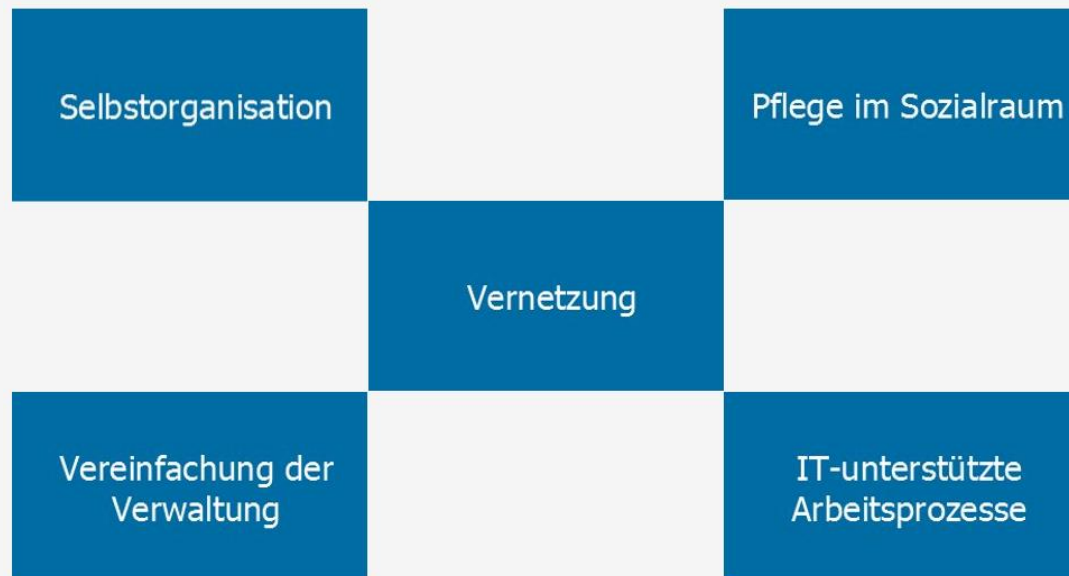 Selbstorganisation
Pflege im Sozialraum
Vernetzung
Vereinfachung der
Verwaltung
IT-unterstützte
Arbeitsprozesse